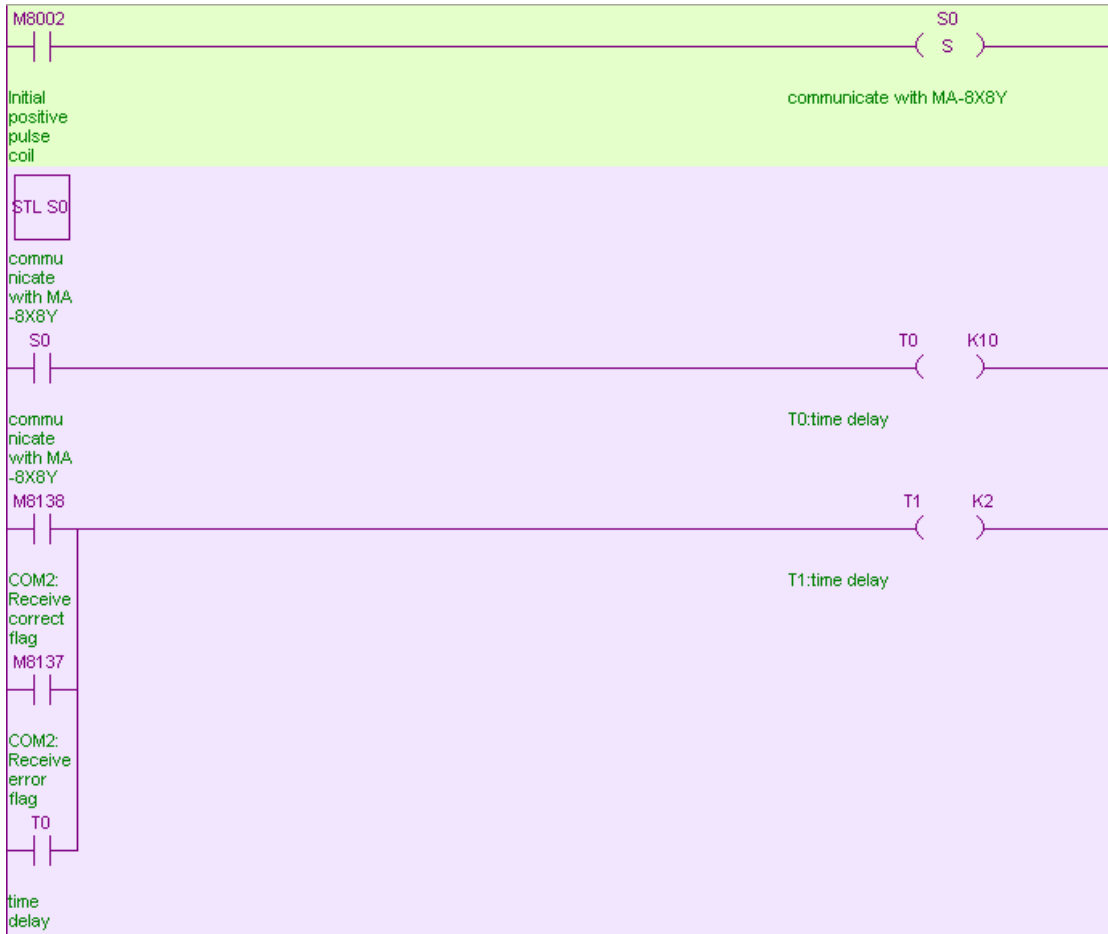 M8002
S0
S
Initial
positive
pulse
coil
communicate with MA-8X8Y
STL S0
commu
nicate
with MA
-8X8Y
S0
T0 K10
commu
nicate
with MA
-8X8Y
T0:time delay
M8138
T1 K2
COM2:
Receive
correct
flag
T1:time delay
M8137
COM2:
Receive
error
flag
T0
time
delay